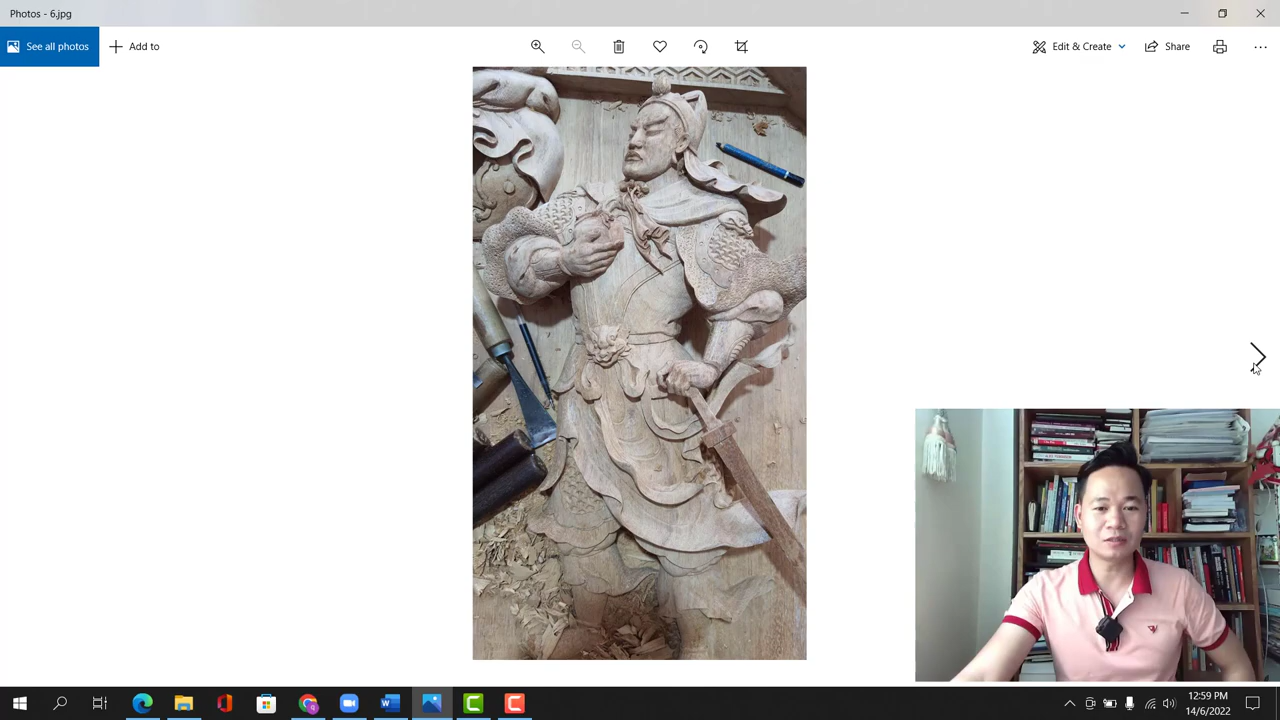 Photos - 6.jpg
See all photos
Add to
Edit & Create
Share
12:59 PM
14/6/2022